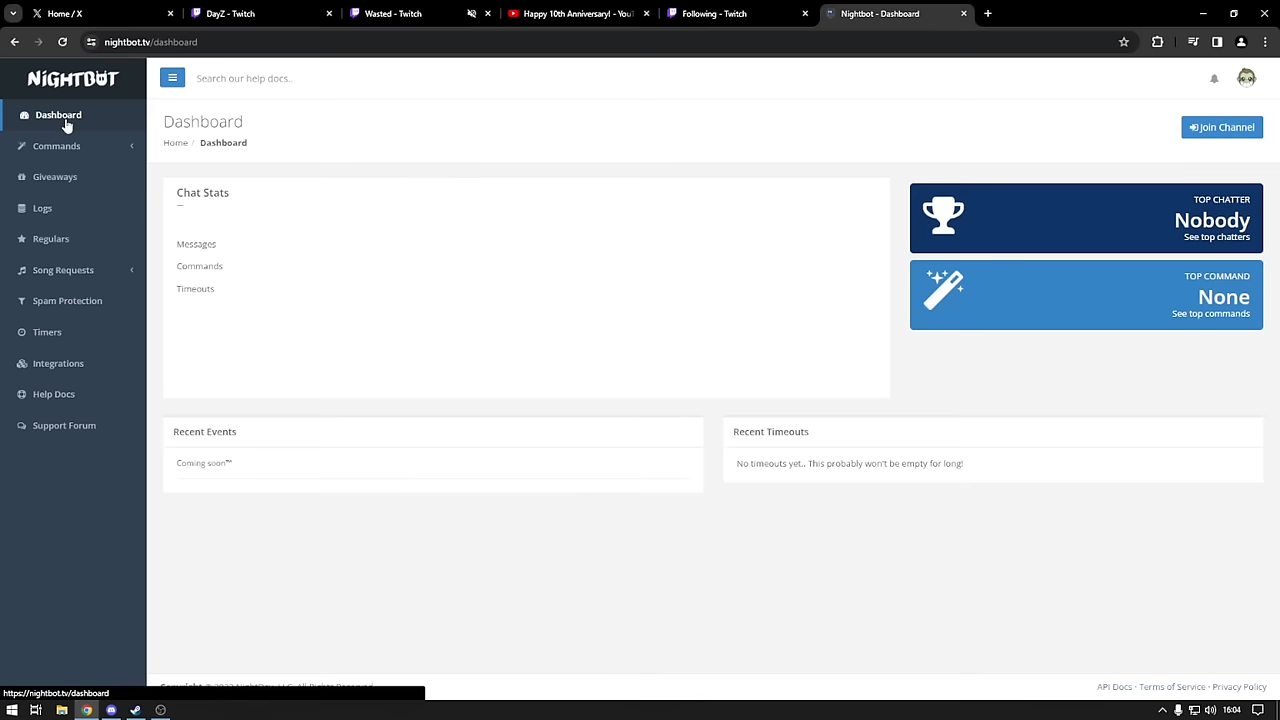 Home / X
DayZ - Twitch
Wasted - Twitch
Happy 10th Anniversary! - YouT
Following - Twitch
Nightbot - Dashboard
nightbot.tv/dashboard
NIGHTBOT
Search our help docs..
Dashboard
Commands
Giveaways
Logs
Regulars
Song Requests
Spam Protection
Timers
Integrations
Help Docs
Support Forum
Dashboard
Home / Dashboard
Join Channel
Chat Stats
Messages
Commands
Timeouts
TOP CHATTER
Nobody
See top chatters
TOP COMMAND
None
See top commands
Recent Events
Coming soon™
Recent Timeouts
No timeouts yet.. This probably won't be empty for long!
API Docs · Terms of Service · Privacy Policy
https://nightbot.tv/dashboard
16:04